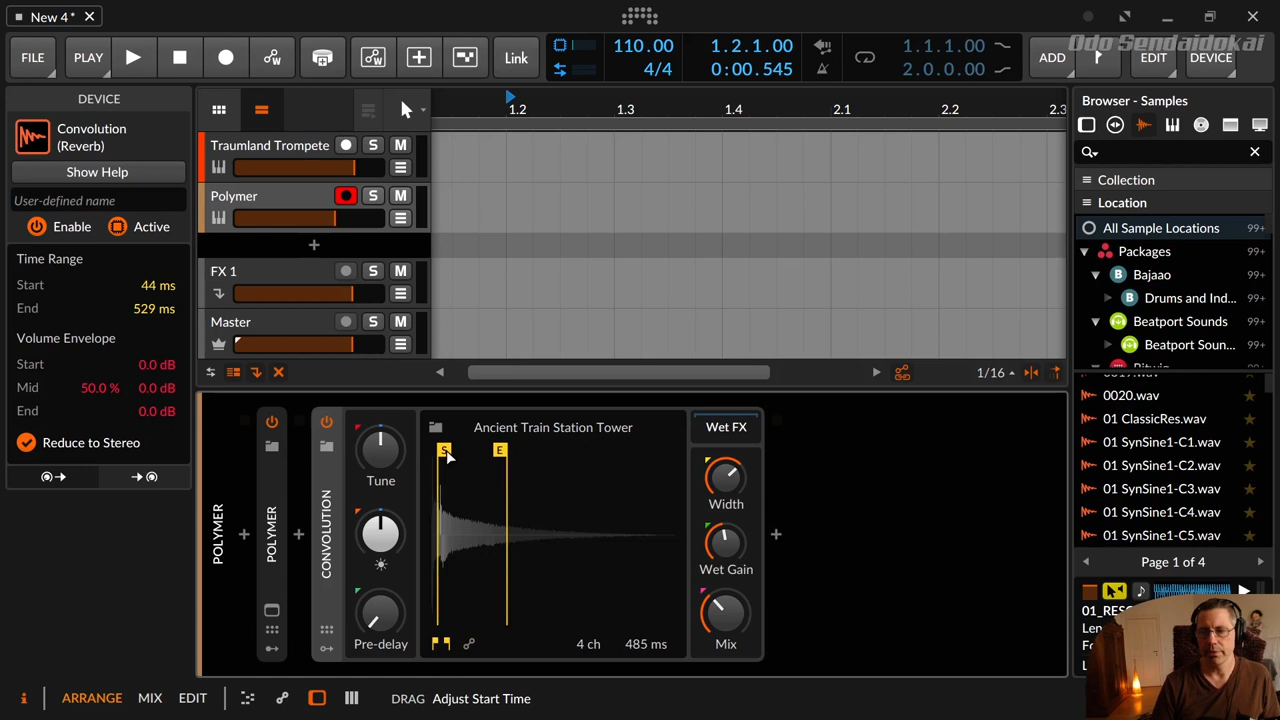 New 4*
Odo Sendaidokai
FILE
PLAY
Link
110.00
4/4
1.2.1.00
0:00.545
1.1.1.00
2.0.0.00
ADD
EDIT
DEVICE
DEVICE
Convolution
(Reverb)
Show Help
User-defined name
Enable
Active
Time Range
Start 44 ms
End 529 ms
Volume Envelope
Start 0.0 dB
Mid 50.0 % 0.0 dB
End 0.0 dB
Reduce to Stereo
1.2
1.3
1.4
2.1
2.2
2.3
Traumland Trompete S M
Polymer S M
+
FX 1 S M
Master S M
1/16
Browser - Samples
Collection
Location
All Sample Locations 99+
Packages 99+
B Bajaao 99+
B Drums and Ind... 99+
Beatport Sounds 99+
Beatport Soun... 99+
0020.wav
01 ClassicRes.wav
01 SynSine1-C1.wav
01 SynSine1-C2.wav
01 SynSine1-C3.wav
01 SynSine1-C4.wav
01 SynSine1-C5.wav
Page 1 of 4
POLYMER
POLYMER
CONVOLUTION
Tune
Pre-delay
Ancient Train Station Tower
S
E
4 ch
485 ms
Wet FX
Width
Wet Gain
Mix
ARRANGE
MIX
EDIT
DRAG Adjust Start Time